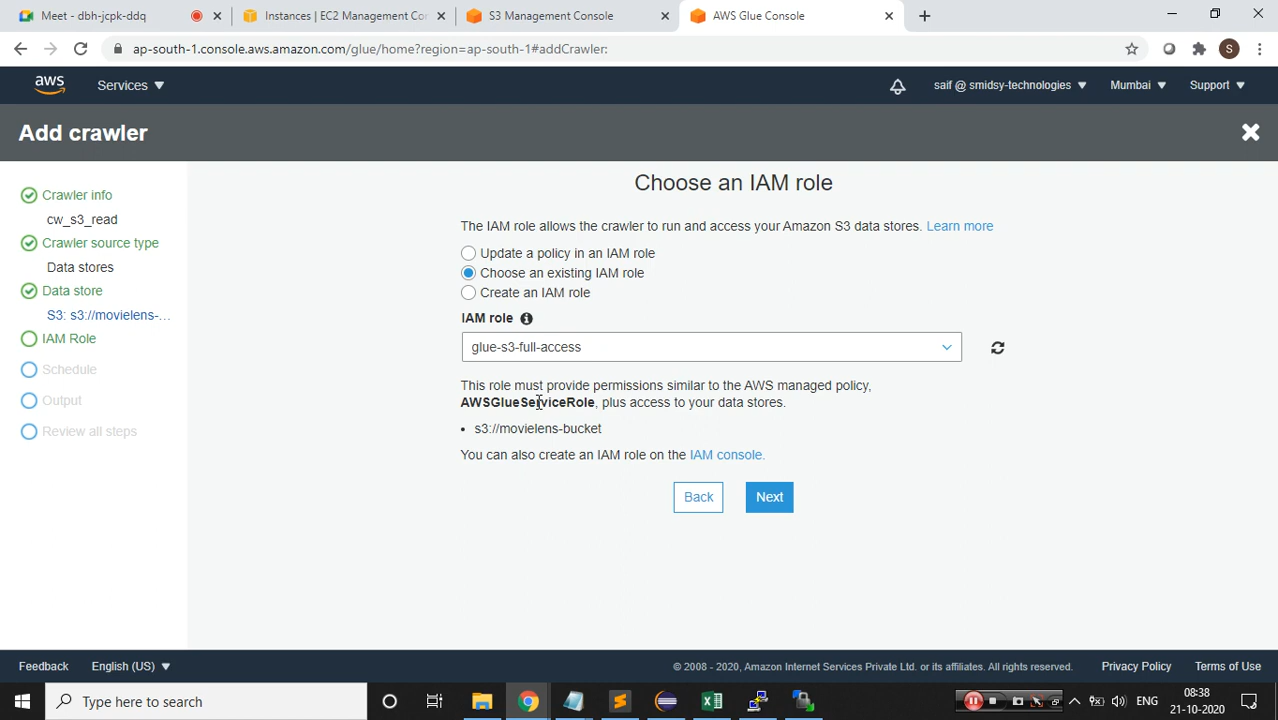 Meet - dbh-jcpk-ddq
Instances | EC2 Management Cor
S3 Management Console
AWS Glue Console
ap-south-1.console.aws.amazon.com/glue/home?region=ap-south-1#addCrawler:
S
aws
Services
saif @ smidsy-technologies
Mumbai
Support
Add crawler
Crawler info
cw_s3_read
Crawler source type
Data stores
Data store
S3: s3://movielens-...
IAM Role
Schedule
Output
Review all steps
Choose an IAM role
The IAM role allows the crawler to run and access your Amazon S3 data stores. Learn more
Update a policy in an IAM role
Choose an existing IAM role
Create an IAM role
IAM role
glue-s3-full-access
This role must provide permissions similar to the AWS managed policy,
AWSGlueServiceRole, plus access to your data stores.
• s3://movielens-bucket
You can also create an IAM role on the IAM console.
Back
Next
Feedback
English (US)
© 2008 - 2020, Amazon Internet Services Private Ltd. or its affiliates. All rights reserved.
Privacy Policy
Terms of Use
Type here to search
ENG
08:38
21-10-2020